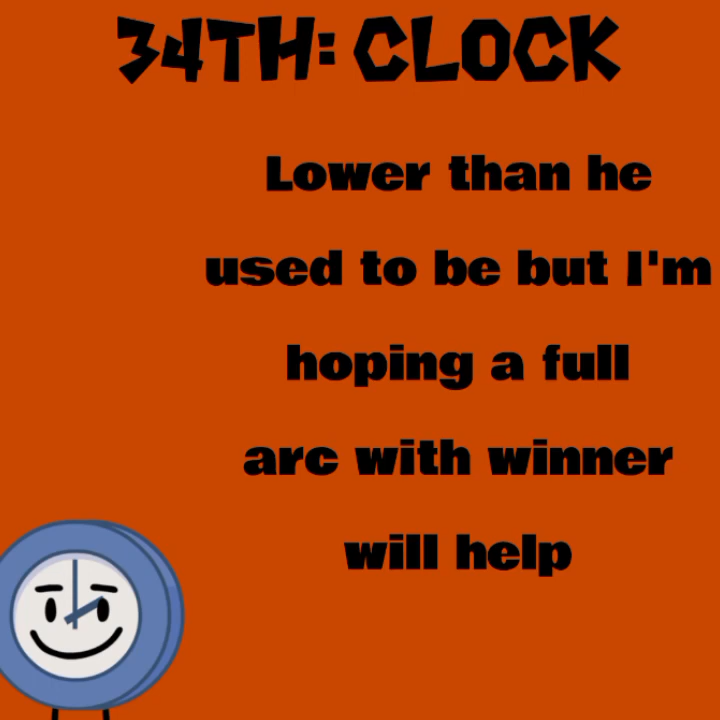 34TH: CLOCK
Lower than he
used to be but I'm
hoping a full
arc with winner
will help